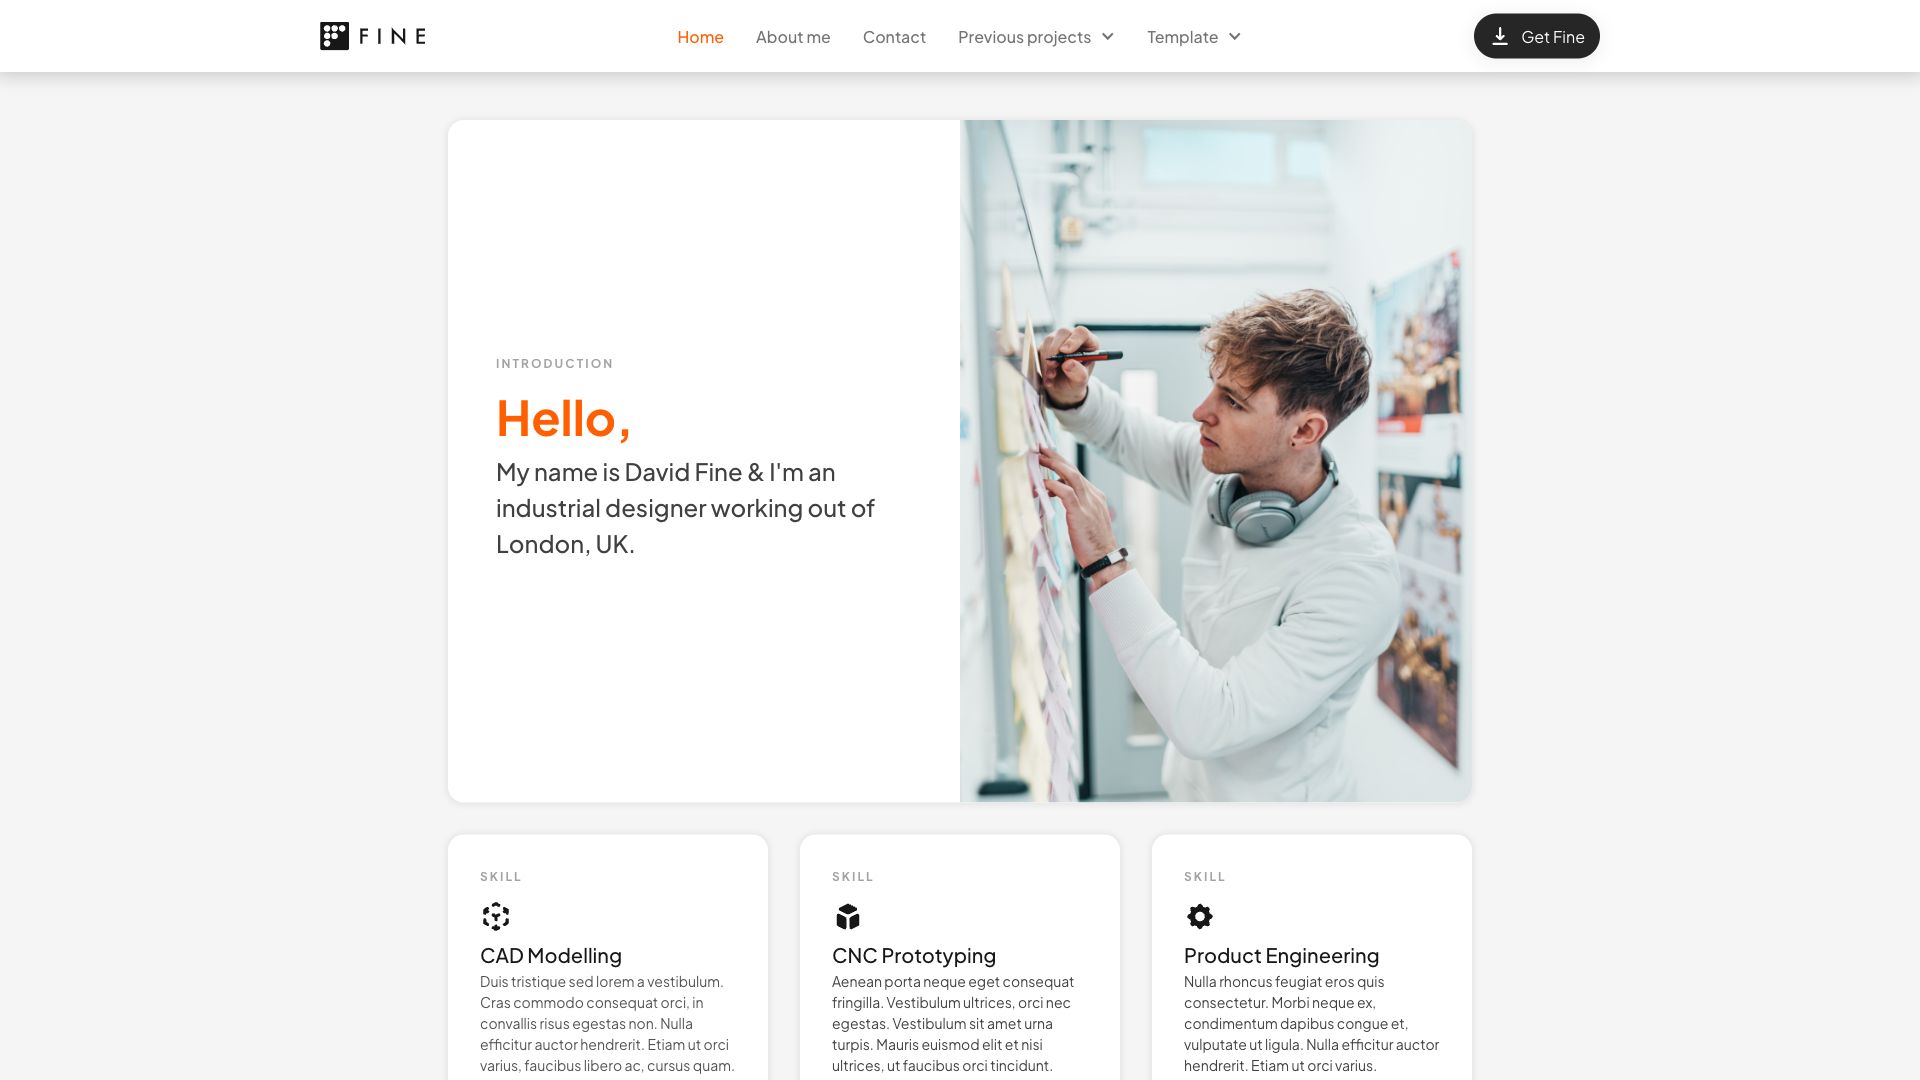 FINE
Home
About me
Contact
Previous projects
Template
Get Fine
INTRODUCTION
Hello,
My name is David Fine & I'm an
industrial designer working out of
London, UK.
SKILL
CAD Modelling
Duis tristique sed lorem a vestibulum.
Cras commodo consequat orci, in
convallis risus egestas non. Nulla
efficitur auctor hendrerit. Etiam ut orci
varius, faucibus libero ac, cursus quam.
SKILL
CNC Prototyping
Aenean porta neque eget consequat
fringilla. Vestibulum ultrices, orci nec
egestas. Vestibulum sit amet urna
turpis. Mauris euismod elit et nisi
ultrices, ut faucibus orci tincidunt.
SKILL
Product Engineering
Nulla rhoncus feugiat eros quis
consectetur. Morbi neque ex,
condimentum dapibus congue et,
vulputate ut ligula. Nulla efficitur auctor
hendrerit. Etiam ut orci varius.